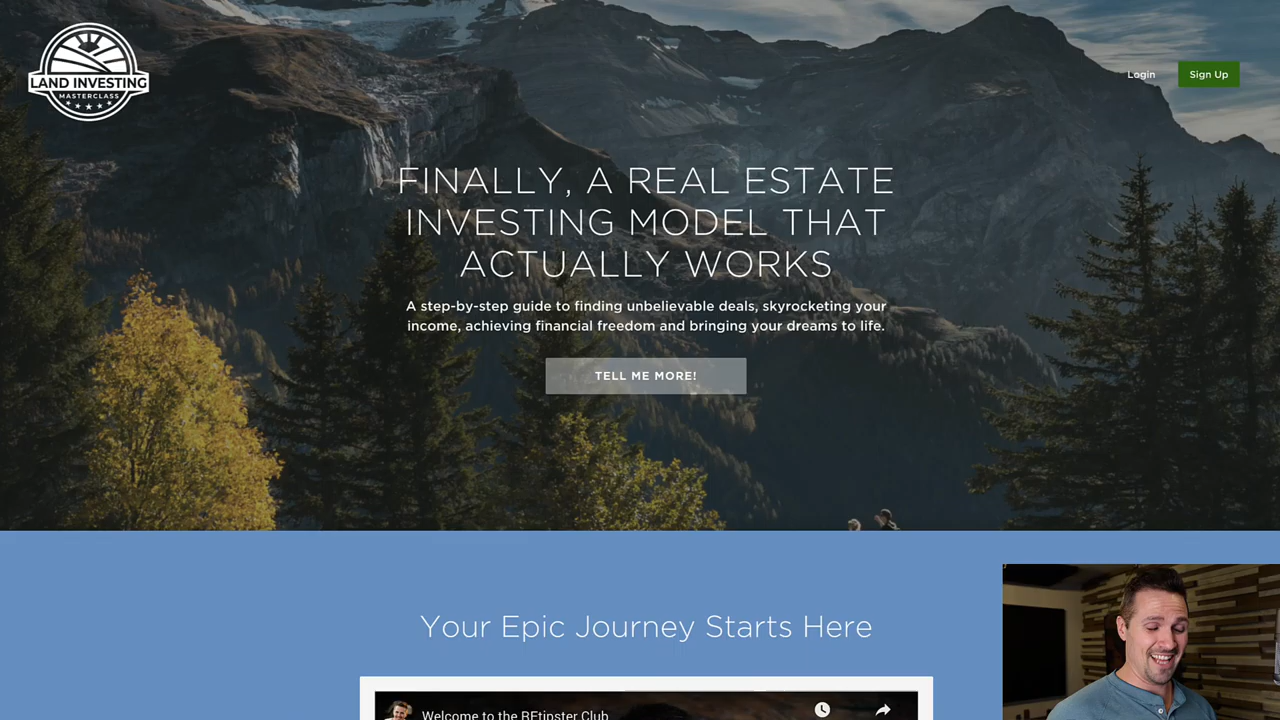 LAND INVESTING
MASTERCLASS
Login
Sign Up
FINALLY, A REAL ESTATE
INVESTING MODEL THAT
ACTUALLY WORKS
A step-by-step guide to finding unbelievable deals, skyrocketing your
income, achieving financial freedom and bringing your dreams to life.
TELL ME MORE!
Your Epic Journey Starts Here
Welcome to the REtipster Club